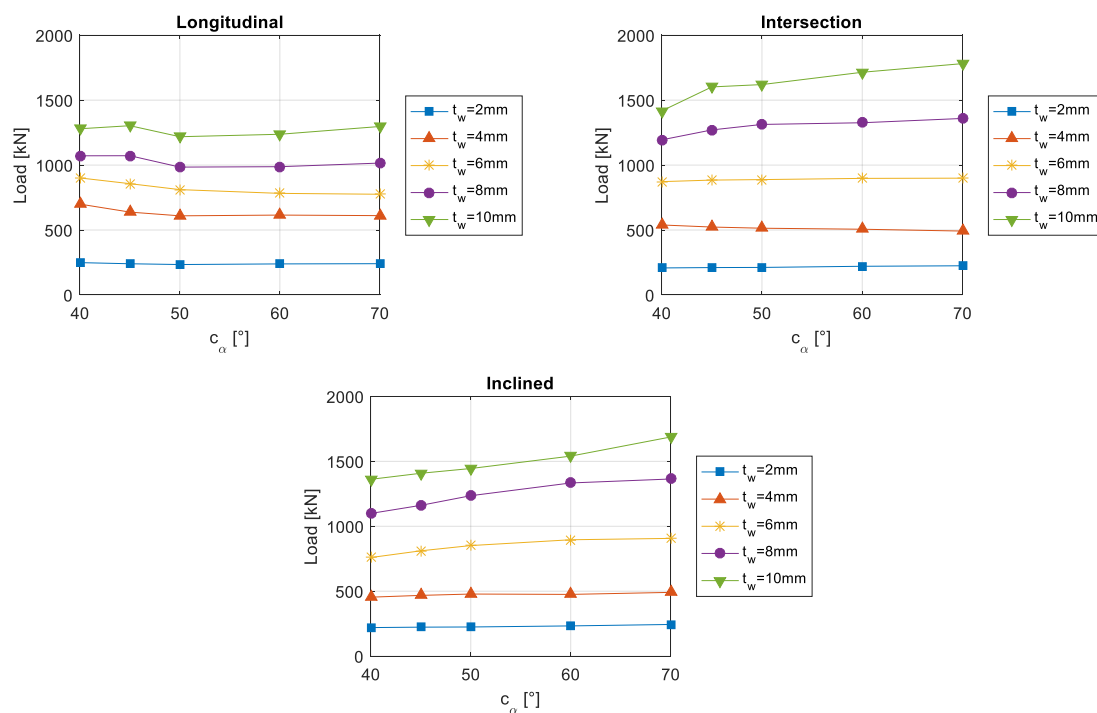 Longitudinal
2000
1500
1000
500
0
Load [kN]
40 50 60 70
c_α [°]
t_w=2mm
t_w=4mm
t_w=6mm
t_w=8mm
t_w=10mm
Intersection
2000
1500
1000
500
0
Load [kN]
40 50 60 70
c_α [°]
t_w=2mm
t_w=4mm
t_w=6mm
t_w=8mm
t_w=10mm
Inclined
2000
1500
1000
500
0
Load [kN]
40 50 60 70
c_α [°]
t_w=2mm
t_w=4mm
t_w=6mm
t_w=8mm
t_w=10mm